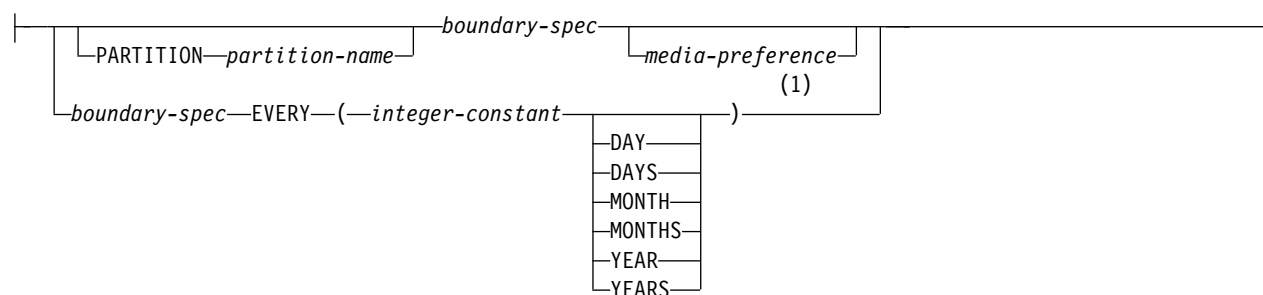 boundary-spec
PARTITION partition-name
media-preference
(1)
boundary-spec EVERY ( integer-constant )
DAY
DAYS
MONTH
MONTHS
YEAR
YEARS